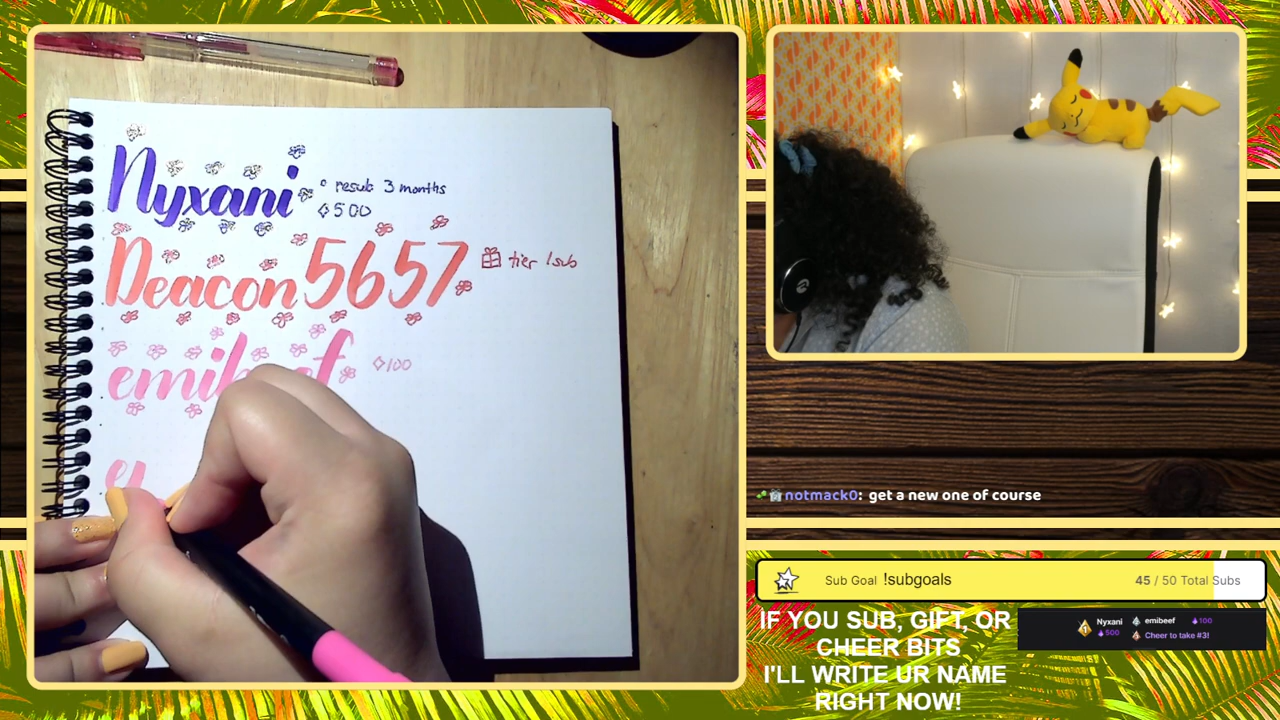 Nyxani
resub 3 months
500
Deacon5657
tier 1 sub
100
notmack0: get a new one of course
Sub Goal !subgoals
45 / 50 Total Subs
IF YOU SUB, GIFT, OR
CHEER BITS
I'LL WRITE UR NAME
RIGHT NOW!
1 Nyxani 500
emibeef 100
Cheer to take #3!